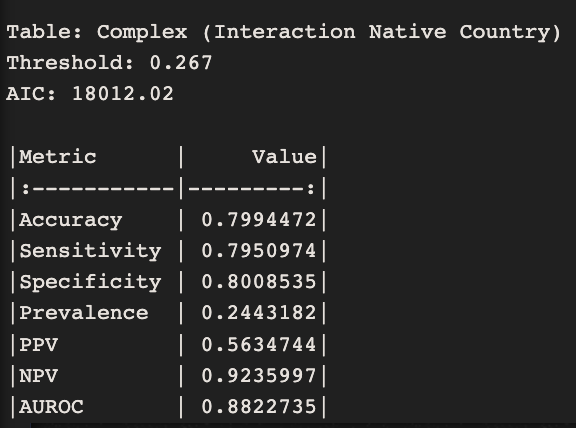 Table: Complex (Interaction Native Country)
Threshold: 0.267
AIC: 18012.02
|Metric      |     Value|
|:-----------|---------:|
|Accuracy    | 0.7994472|
|Sensitivity | 0.7950974|
|Specificity | 0.8008535|
|Prevalence  | 0.2443182|
|PPV         | 0.5634744|
|NPV         | 0.9235997|
|AUROC       | 0.8822735|